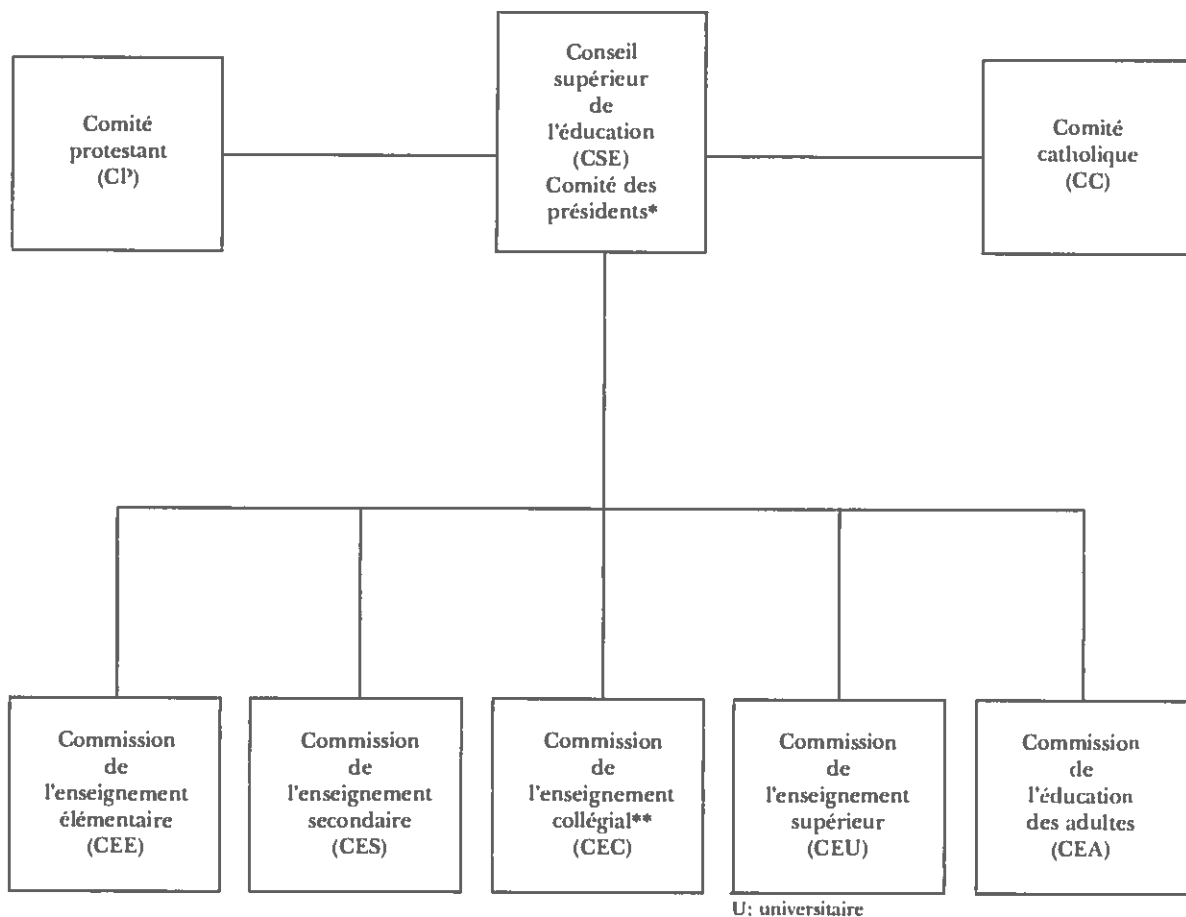 Conseil
supérieur
de
l'éducation
(CSE)
Comité des
présidents*
Comité
protestant
(CP)
Comité
catholique
(CC)
Commission
de
l'enseignement
élémentaire
(CEE)
Commission
de
l'enseignement
secondaire
(CES)
Commission
de
l'enseignement
collégial**
(CEC)
Commission
de
l'enseignement
supérieur
(CEU)
U: universitaire
Commission
de
l'éducation
des adultes
(CEA)